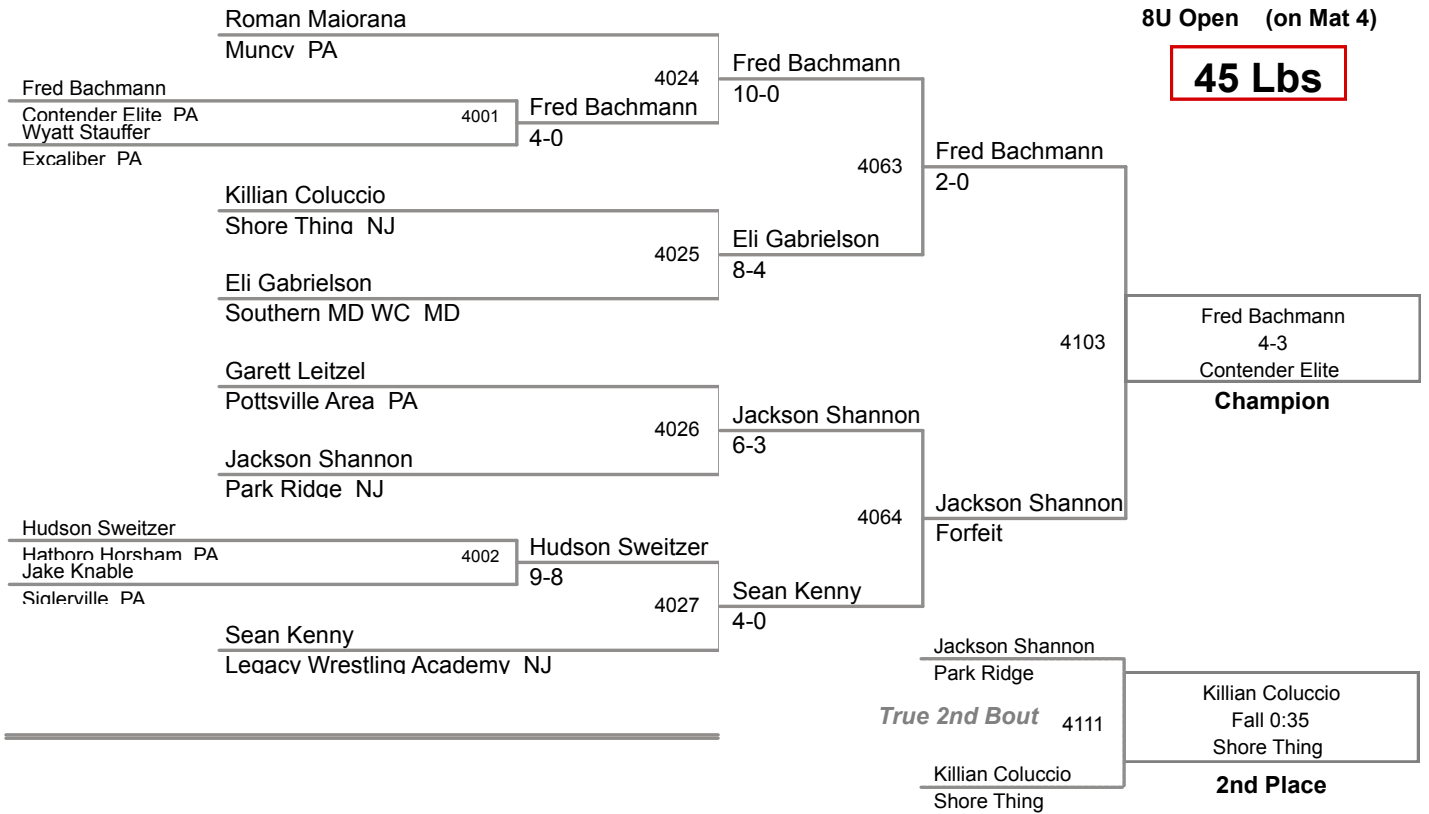 8U Open (on Mat 4)
45 Lbs
Roman Maiorana
Muncy PA
4024
Fred Bachmann
10-0
Fred Bachmann
Contender Elite PA
4001
Wyatt Stauffer
Excaliber PA
Fred Bachmann
4-0
4063
Fred Bachmann
2-0
Killian Coluccio
Shore Thing NJ
4025
Eli Gabrielson
8-4
Eli Gabrielson
Southern MD WC MD
4103
Fred Bachmann
4-3
Contender Elite
Champion
Garett Leitzel
Pottsville Area PA
4026
Jackson Shannon
6-3
Jackson Shannon
Park Ridge NJ
4064
Jackson Shannon
Forfeit
Hudson Sweitzer
Hatboro Horsham PA
4002
Jake Knable
Siglerville PA
Hudson Sweitzer
9-8
4027
Sean Kenny
4-0
Sean Kenny
Legacy Wrestling Academy NJ
Jackson Shannon
Park Ridge
True 2nd Bout 4111
Killian Coluccio
Shore Thing
Killian Coluccio
Fall 0:35
Shore Thing
2nd Place